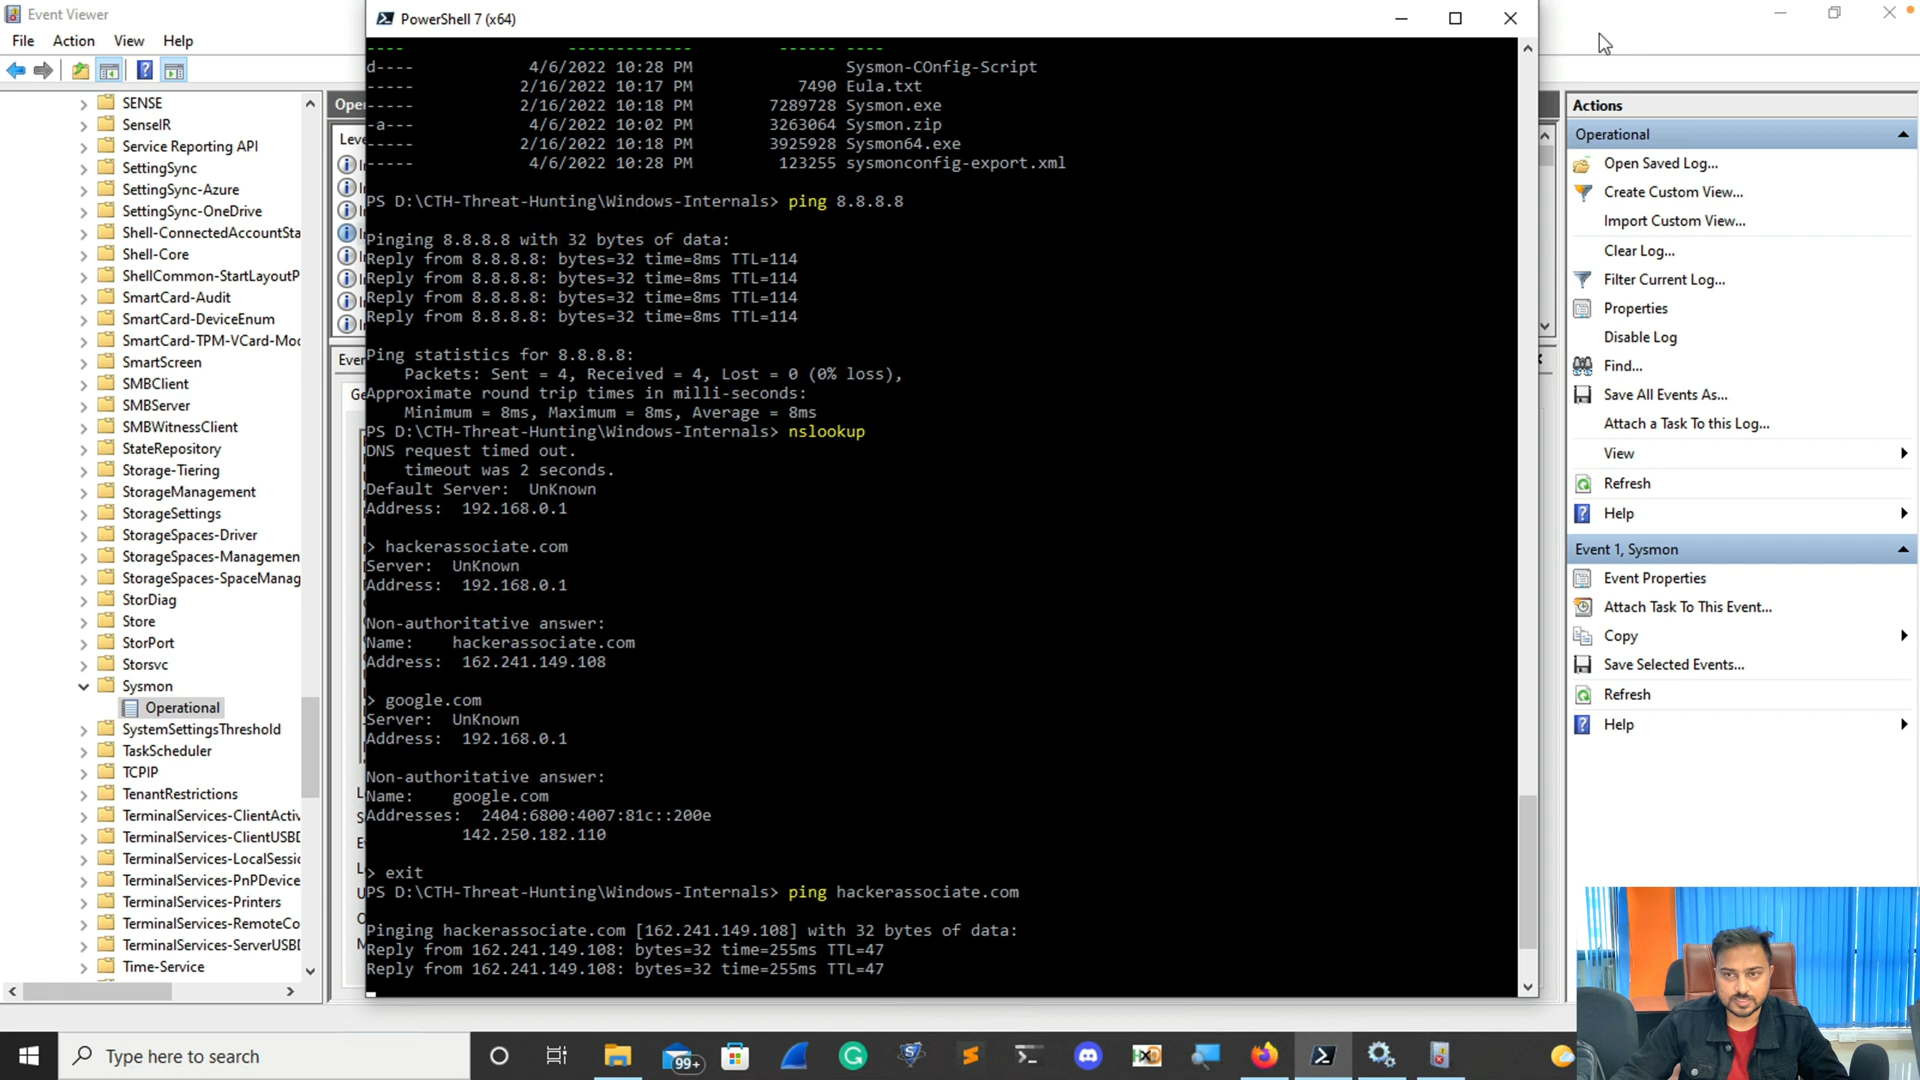 Event Viewer
File Action View Help
SENSE
SenseIR
Service Reporting API
SettingSync
SettingSync-Azure
SettingSync-OneDrive
Shell-ConnectedAccountSta
Shell-Core
ShellCommon-StartLayoutP
SmartCard-Audit
SmartCard-DeviceEnum
SmartCard-TPM-VCard-Mod
SmartScreen
SMBClient
SMBServer
SMBWitnessClient
StateRepository
Storage-Tiering
StorageManagement
StorageSettings
StorageSpaces-Driver
StorageSpaces-Managemen
StorageSpaces-SpaceManag
StorDiag
Store
StorPort
Storsvc
Sysmon
Operational
SystemSettingsThreshold
TaskScheduler
TCPIP
TenantRestrictions
TerminalServices-ClientActiv
TerminalServices-ClientUSBD
TerminalServices-LocalSessio
TerminalServices-PnPDevice
TerminalServices-Printers
TerminalServices-RemoteCo
TerminalServices-ServerUSBD
Time-Service
Oper
Leve
Even
Ge
PowerShell 7 (x64)
---- ------------- ------ ----
d---- 4/6/2022 10:28 PM Sysmon-COnfig-Script
----- 2/16/2022 10:17 PM 7490 Eula.txt
----- 2/16/2022 10:18 PM 7289728 Sysmon.exe
-a--- 4/6/2022 10:02 PM 3263064 Sysmon.zip
----- 2/16/2022 10:18 PM 3925928 Sysmon64.exe
----- 4/6/2022 10:28 PM 123255 sysmonconfig-export.xml
PS D:\CTH-Threat-Hunting\Windows-Internals> ping 8.8.8.8
Pinging 8.8.8.8 with 32 bytes of data:
Reply from 8.8.8.8: bytes=32 time=8ms TTL=114
Reply from 8.8.8.8: bytes=32 time=8ms TTL=114
Reply from 8.8.8.8: bytes=32 time=8ms TTL=114
Reply from 8.8.8.8: bytes=32 time=8ms TTL=114
Ping statistics for 8.8.8.8:
Packets: Sent = 4, Received = 4, Lost = 0 (0% loss),
Approximate round trip times in milli-seconds:
Minimum = 8ms, Maximum = 8ms, Average = 8ms
PS D:\CTH-Threat-Hunting\Windows-Internals> nslookup
DNS request timed out.
timeout was 2 seconds.
Default Server: UnKnown
Address: 192.168.0.1
> hackerassociate.com
Server: UnKnown
Address: 192.168.0.1
Non-authoritative answer:
Name: hackerassociate.com
Address: 162.241.149.108
> google.com
Server: UnKnown
Address: 192.168.0.1
Non-authoritative answer:
Name: google.com
Addresses: 2404:6800:4007:81c::200e
142.250.182.110
> exit
PS D:\CTH-Threat-Hunting\Windows-Internals> ping hackerassociate.com
Pinging hackerassociate.com [162.241.149.108] with 32 bytes of data:
Reply from 162.241.149.108: bytes=32 time=255ms TTL=47
Reply from 162.241.149.108: bytes=32 time=255ms TTL=47
Actions
Operational
Open Saved Log...
Create Custom View...
Import Custom View...
Clear Log...
Filter Current Log...
Properties
Disable Log
Find...
Save All Events As...
Attach a Task To this Log...
View
Refresh
Help
Event 1, Sysmon
Event Properties
Attach Task To This Event...
Copy
Save Selected Events...
Refresh
Help
Type here to search
99+